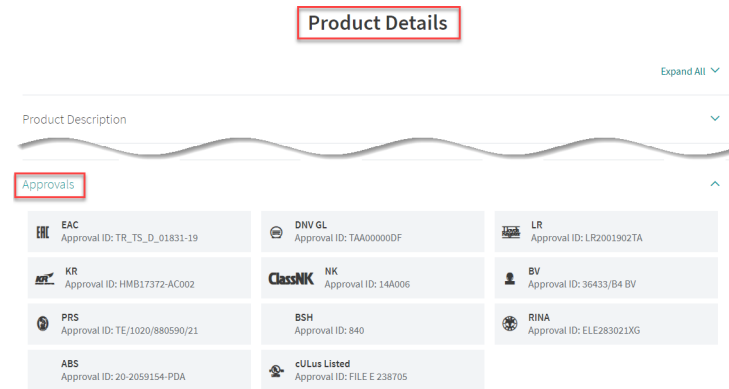 Product Details
Expand All
Product Description
Approvals
EAC
Approval ID: TR_TS_D_01831-19
DNV GL
Approval ID: TAA00000DF
LR
Approval ID: LR2001902TA
KR
KR
Approval ID: HMB17372-AC002
ClassNK
NK
Approval ID: 14A006
BV
Approval ID: 36433/B4 BV
PRS
Approval ID: TE/1020/880590/21
BSH
Approval ID: 840
RINA
Approval ID: ELE283021XG
ABS
Approval ID: 20-2059154-PDA
cULus Listed
Approval ID: FILE E 238705